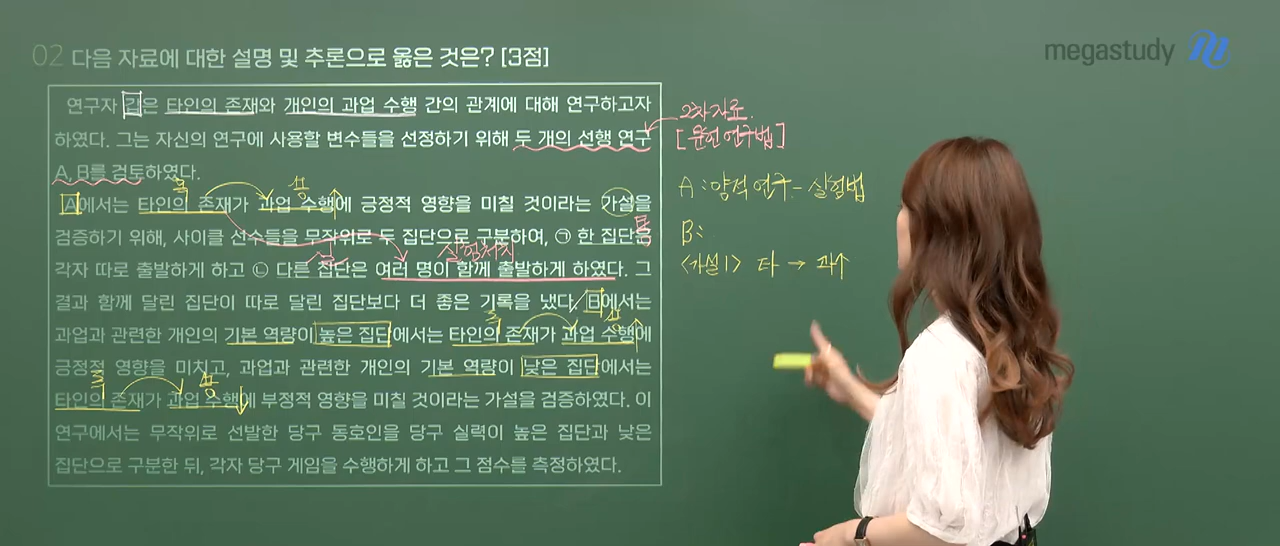 02 다음 자료에 대한 설명 및 추론으로 옳은 것은? [3점]
megastudy
연구자 갑은 타인의 존재와 개인의 과업 수행 간의 관계에 대해 연구하고자
하였다. 그는 자신의 연구에 사용할 변수들을 선정하기 위해 두 개의 선행 연구
A, B를 검토하였다.
A에서는 타인의 존재가 과업 수행에 긍정적 영향을 미칠 것이라는 가설을
검증하기 위해, 사이클 선수들을 무작위로 두 집단으로 구분하여, ㉠ 한 집단은
각자 따로 출발하게 하고 ㉡ 다른 집단은 여러 명이 함께 출발하게 하였다. 그
결과 함께 달린 집단이 따로 달린 집단보다 더 좋은 기록을 냈다. B에서는
과업과 관련한 개인의 기본 역량이 높은 집단에서는 타인의 존재가 과업 수행에
긍정적 영향을 미치고, 과업과 관련한 개인의 기본 역량이 낮은 집단에서는
타인의 존재가 과업 수행에 부정적 영향을 미칠 것이라는 가설을 검증하였다. 이
연구에서는 무작위로 선발한 당구 동호인을 당구 실력이 높은 집단과 낮은
집단으로 구분한 뒤, 각자 당구 게임을 수행하게 하고 그 점수를 측정하였다.
독 종
통
실 실험처치
독 종
독 종
2차자료
[문헌연구법]
A : 양적연구 - 실험법
B :
<가설1> 타 → 과↑